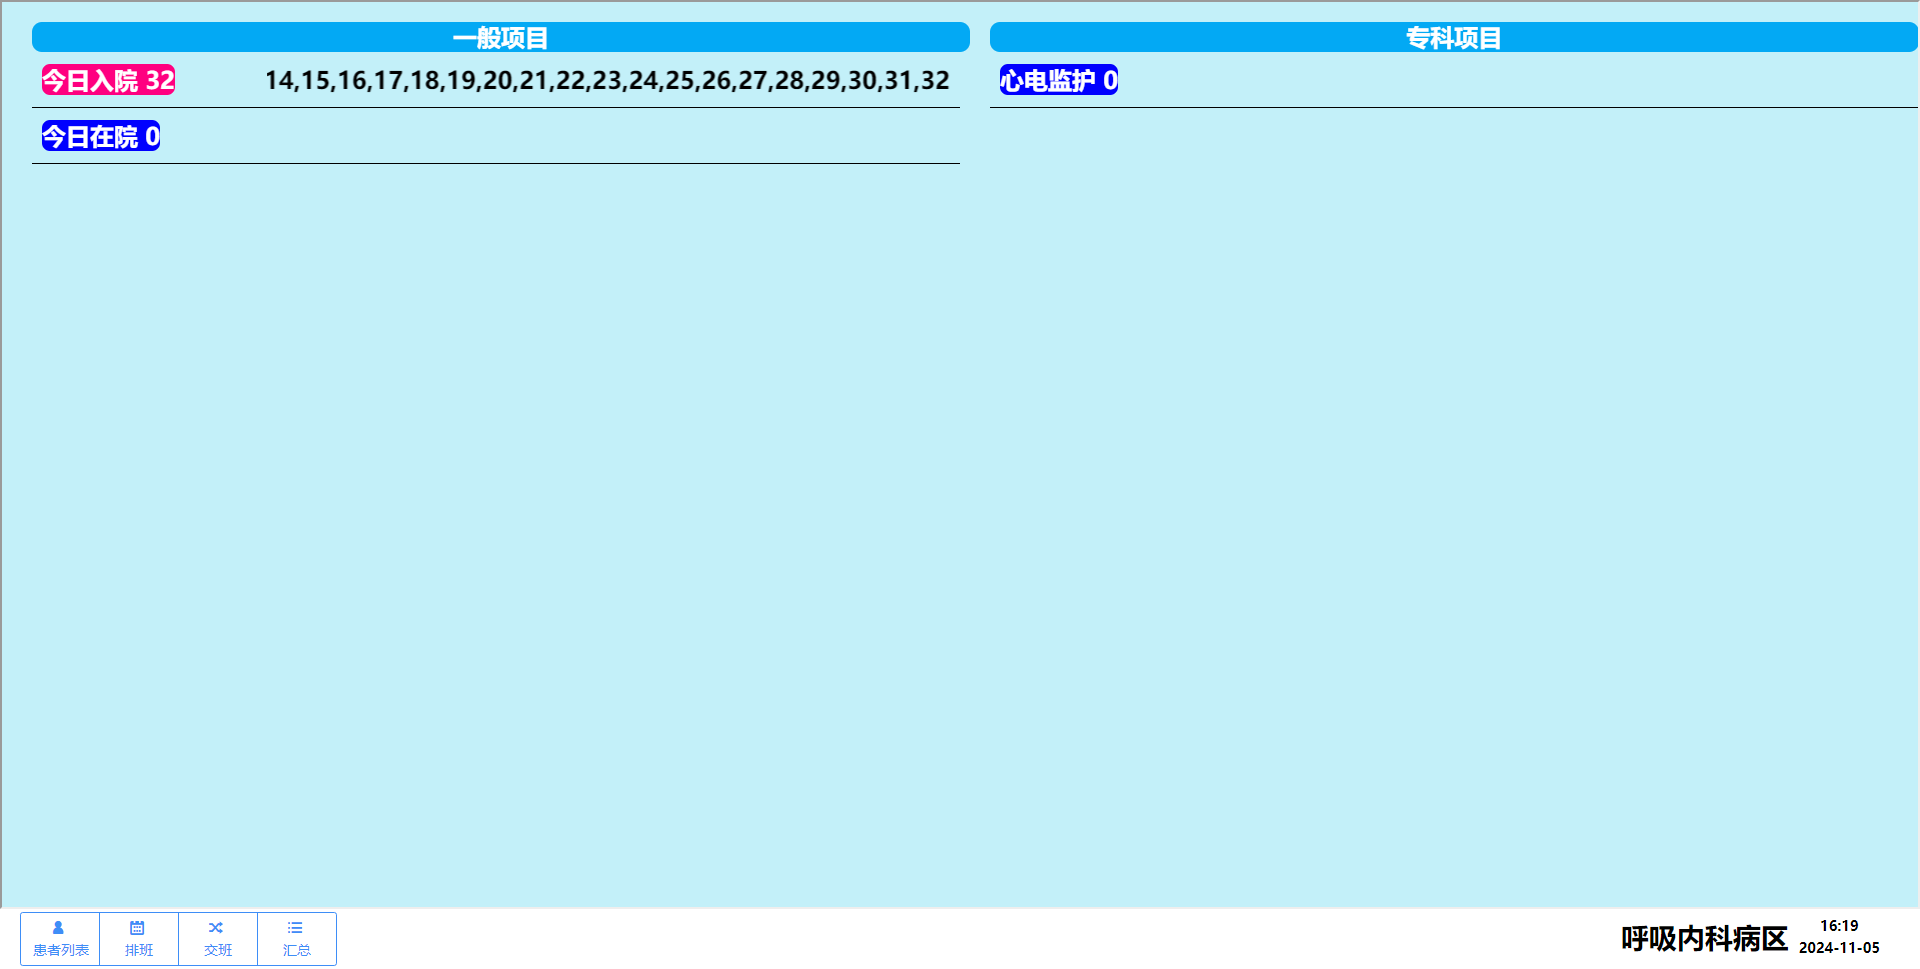 一般项目
今日入院 32
14,15,16,17,18,19,20,21,22,23,24,25,26,27,28,29,30,31,32
今日在院 0
专科项目
心电监护 0
患者列表
排班
交班
汇总
呼吸内科病区
16:19
2024-11-05